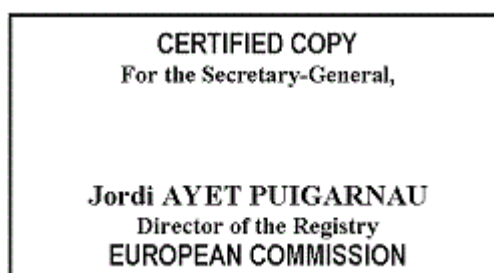 CERTIFIED COPY
For the Secretary-General,
Jordi AYET PUIGARNAU
Director of the Registry
EUROPEAN COMMISSION